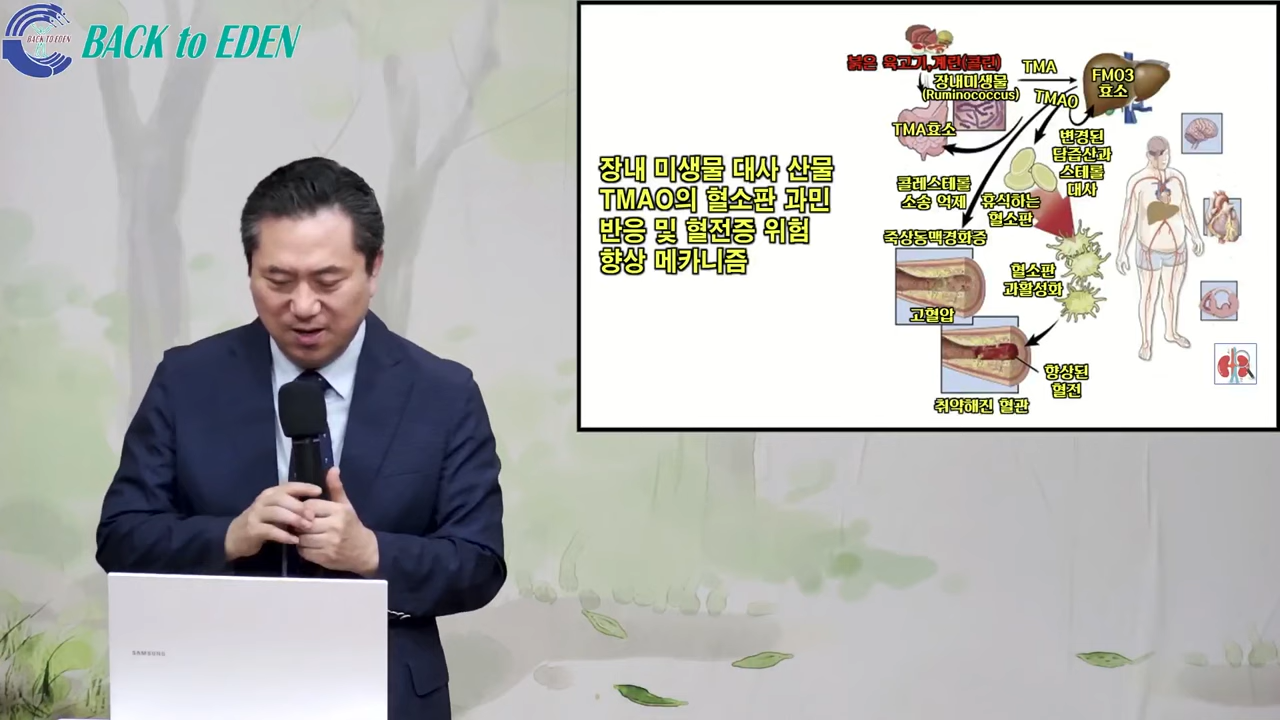 BACK TO EDEN
BACK to EDEN
장내 미생물 대사 산물
TMAO의 혈소판 과민
반응 및 혈전증 위험
향상 메카니즘
붉은 육고기,계란(콜린)
장내미생물
(Ruminococcus)
TMA
FMO3
효소
TMAO
TMA효소
변경된
담즙산과
스테롤
대사
콜레스테롤
소송 억제
휴식하는
혈소판
죽상동맥경화증
혈소판
과활성화
고혈압
향상된
혈전
취약해진 혈관
SAMSUNG